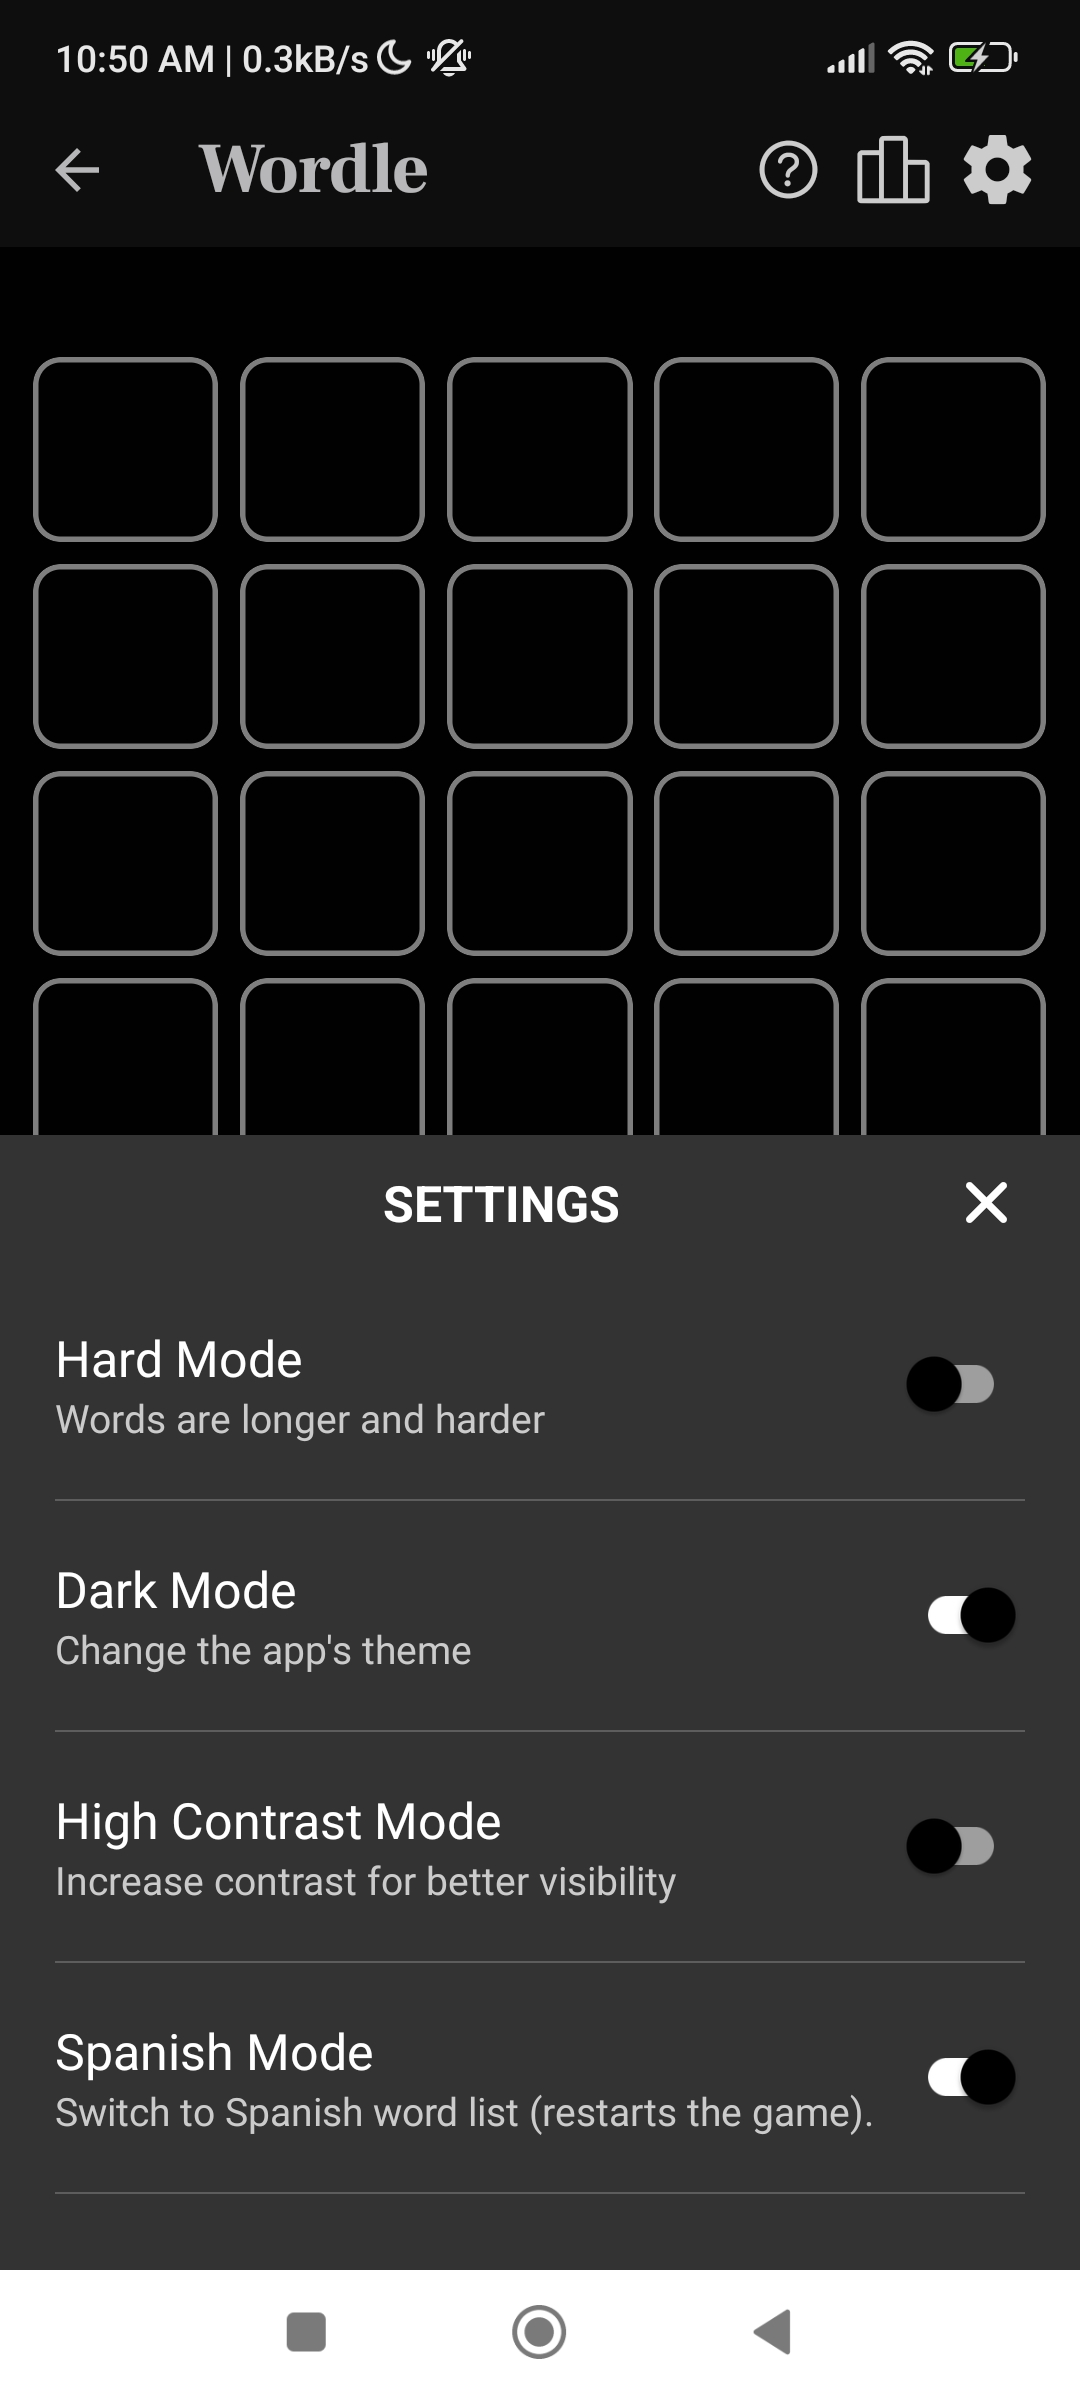 10:50 AM | 0.3kB/s
Wordle
SETTINGS
Hard Mode
Words are longer and harder
Dark Mode
Change the app's theme
High Contrast Mode
Increase contrast for better visibility
Spanish Mode
Switch to Spanish word list (restarts the game).